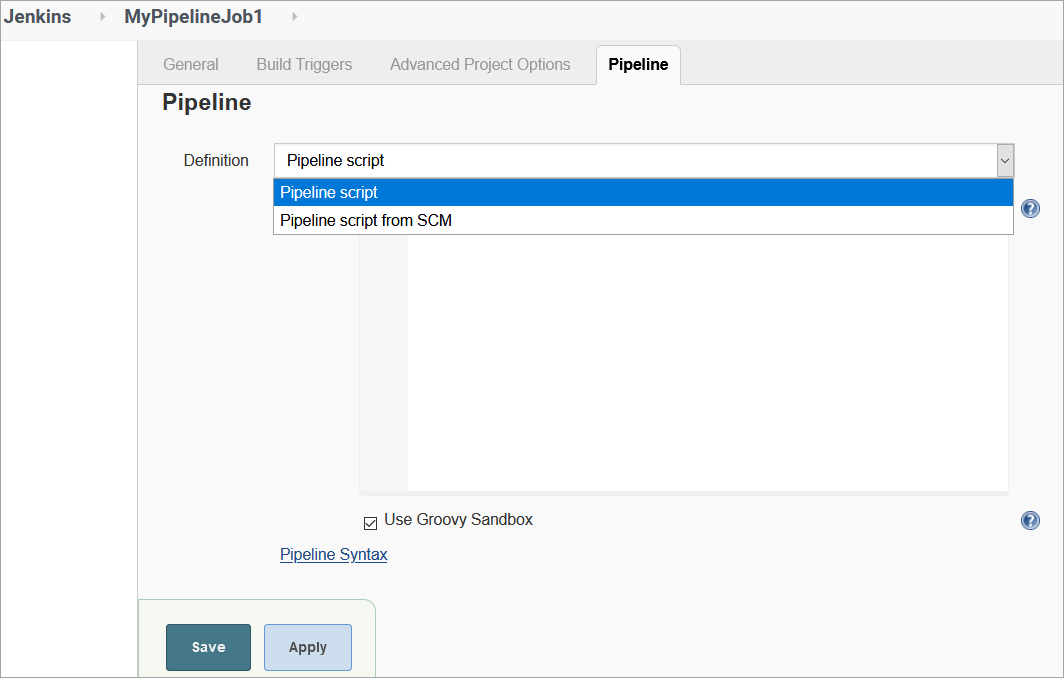 Jenkins MyPipelineJob1
General Build Triggers Advanced Project Options Pipeline
Pipeline
Definition Pipeline script
Pipeline script
?
Pipeline script from SCM
Use Groovy Sandbox ?
Pipeline Syntax
Save Apply